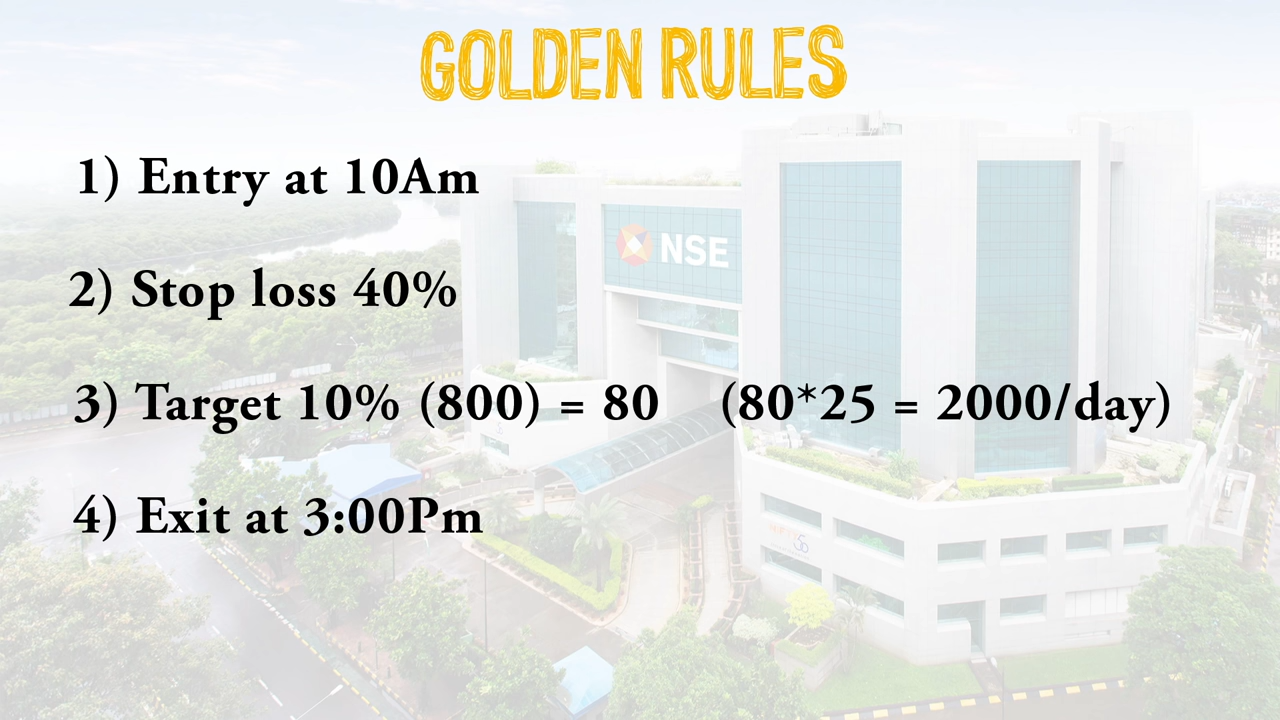 GOLDEN RULES
1) Entry at 10Am
NSE
2) Stop loss 40%
3) Target 10% (800) = 80 (80*25 = 2000/day)
4) Exit at 3:00Pm